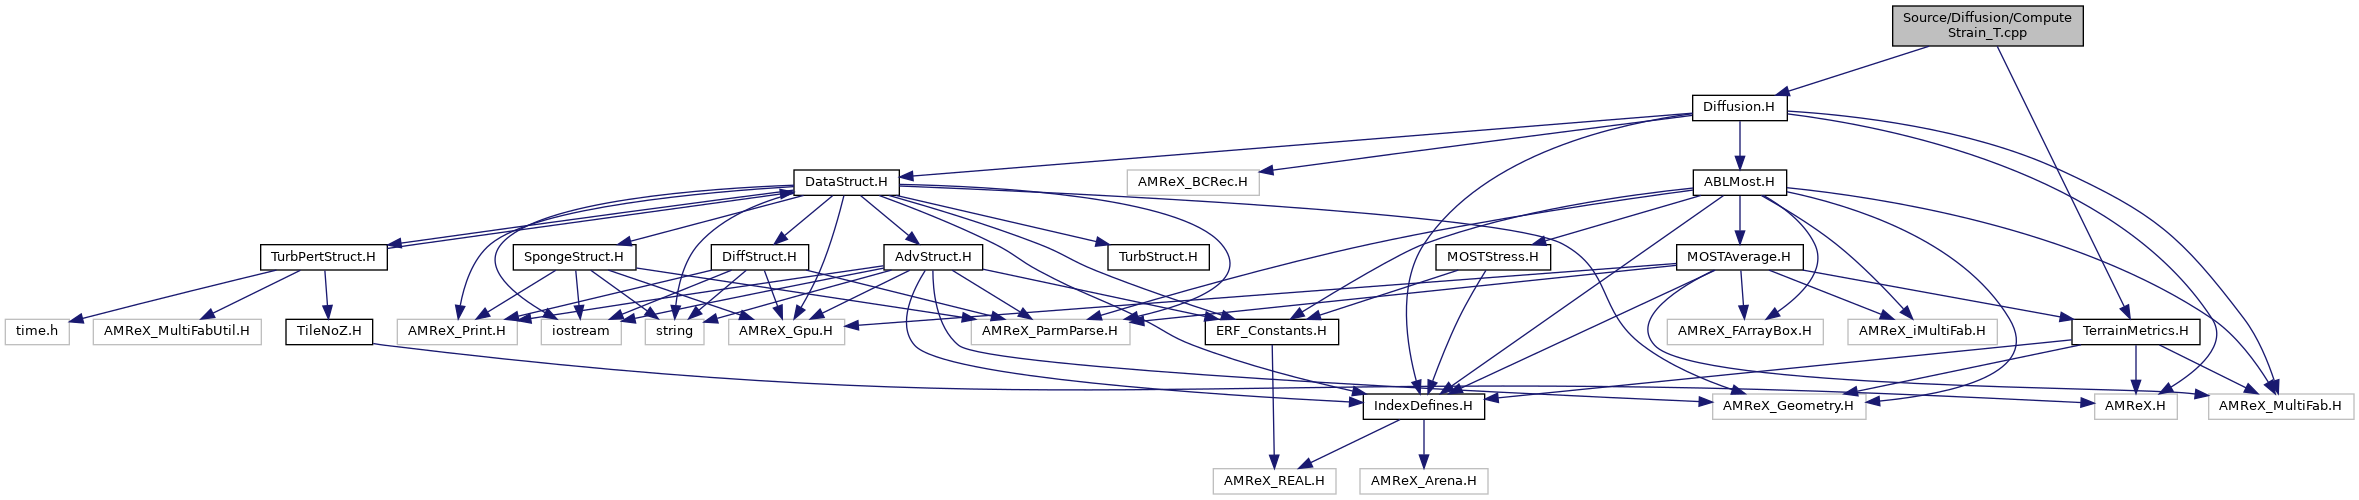 Source/Diffusion/Compute
Strain_T.cpp
Diffusion.H
DataStruct.H
AMReX_BCRec.H
ABLMost.H
TurbPertStruct.H
SpongeStruct.H
DiffStruct.H
AdvStruct.H
TurbStruct.H
MOSTStress.H
MOSTAverage.H
time.h
AMReX_MultiFabUtil.H
TileNoZ.H
AMReX_Print.H
iostream
string
AMReX_Gpu.H
AMReX_ParmParse.H
ERF_Constants.H
AMReX_FArrayBox.H
AMReX_iMultiFab.H
TerrainMetrics.H
IndexDefines.H
AMReX_Geometry.H
AMReX.H
AMReX_MultiFab.H
AMReX_REAL.H
AMReX_Arena.H